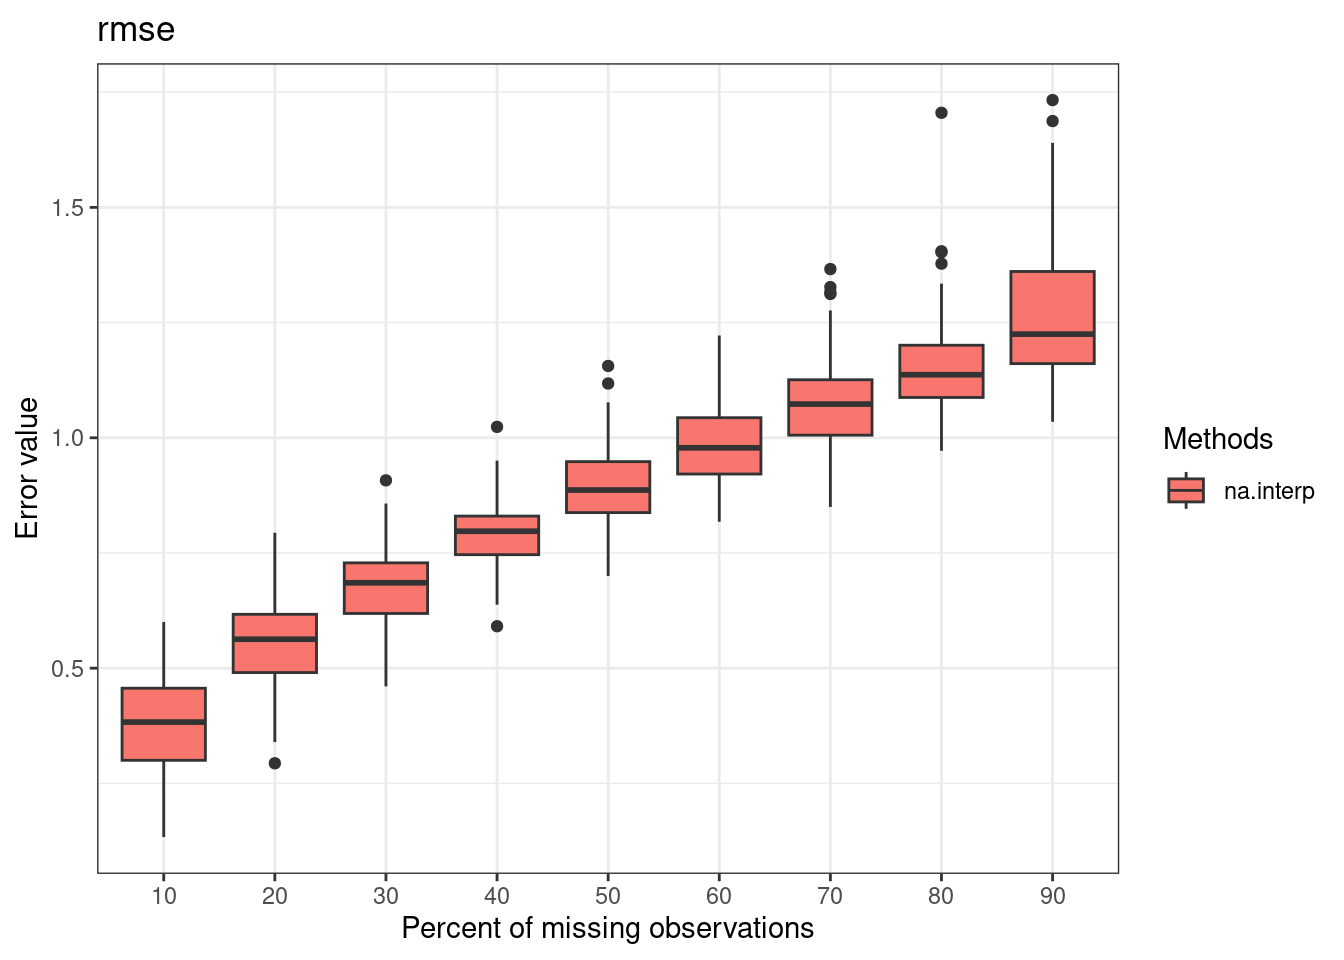 rmse
1.5
1.0
0.5
Error value
10 20 30 40 50 60 70 80 90
Percent of missing observations
Methods
na.interp